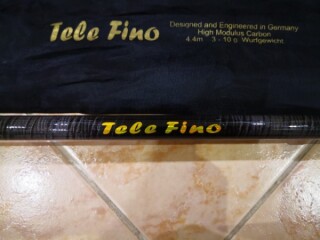 Tele Fino
Designed and Engineered in Germany
High Modulus Carbon
4.4m 3 - 10 g Wurfgewicht
Tele Fino